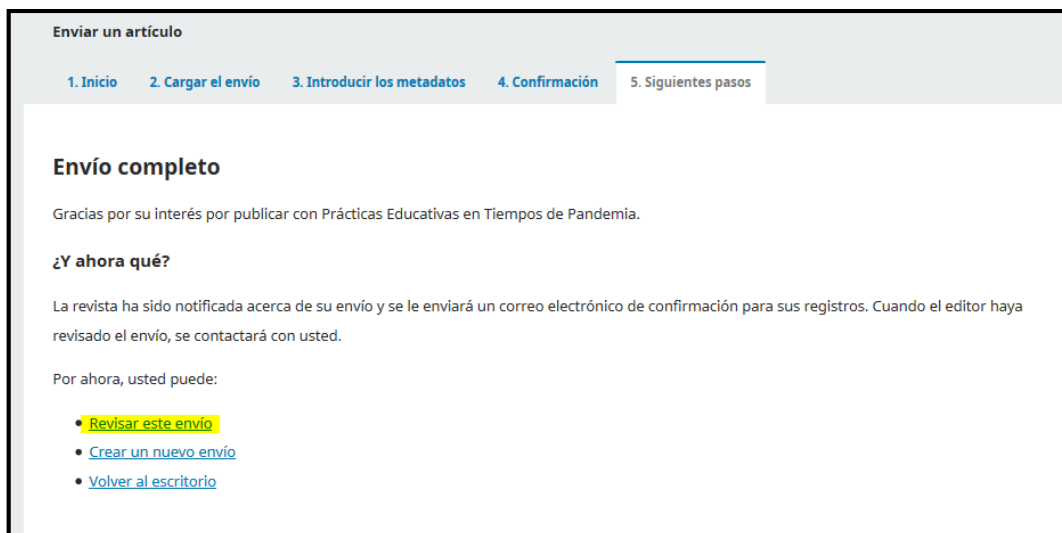 Enviar un artículo
1. Inicio 2. Cargar el envío 3. Introducir los metadatos 4. Confirmación 5. Siguientes pasos
Envío completo
Gracias por su interés por publicar con Prácticas Educativas en Tiempos de Pandemia.
¿Y ahora qué?
La revista ha sido notificada acerca de su envío y se le enviará un correo electrónico de confirmación para sus registros. Cuando el editor haya
revisado el envío, se contactará con usted.
Por ahora, usted puede:
• Revisar este envío
• Crear un nuevo envío
• Volver al escritorio